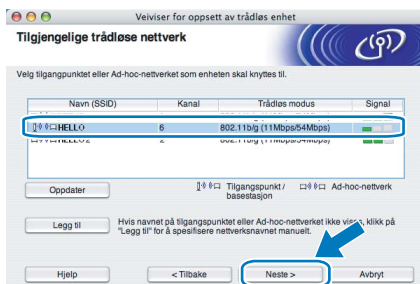 Veiviser for oppsett av trådløs enhet
Tilgjengelige trådløse nettverk
Velg tilgangpunktet eller Ad-hoc-nettverket som enheten skal knyttes til.
Navn (SSID) Kanal Trådløs modus Signal
HELLO 6 802.11b/g (11Mbps/54Mbps)
HELLO2 2 802.11b/g (11Mbps/54Mbps)
Oppdater
Tilgangspunkt / basestasjon
Ad-hoc-nettverk
Legg til
Hvis navnet på tilgangspunktet eller Ad-hoc-nettverket ikke vises, klikk på
"Legg til" for å spesifisere nettverksnavnet manuelt.
Hjelp < Tilbake Neste > Avbryt